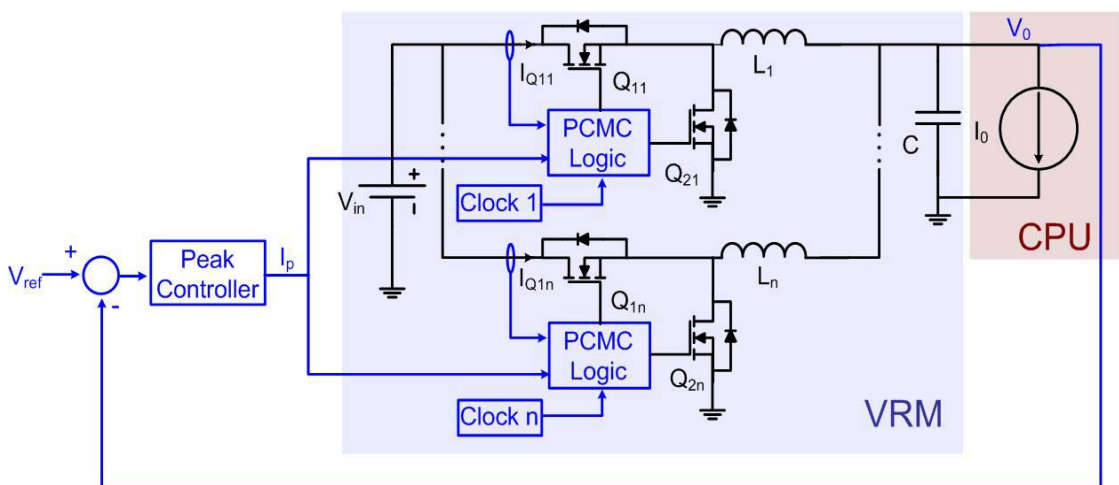 V0
IQ11
Q11
L1
PCMC
Logic
C
I0
Q21
Vin
+
Clock 1
CPU
+
Vref
-
Peak
Controller
Ip
IQ1n
Q1n
Ln
PCMC
Logic
Q2n
Clock n
VRM